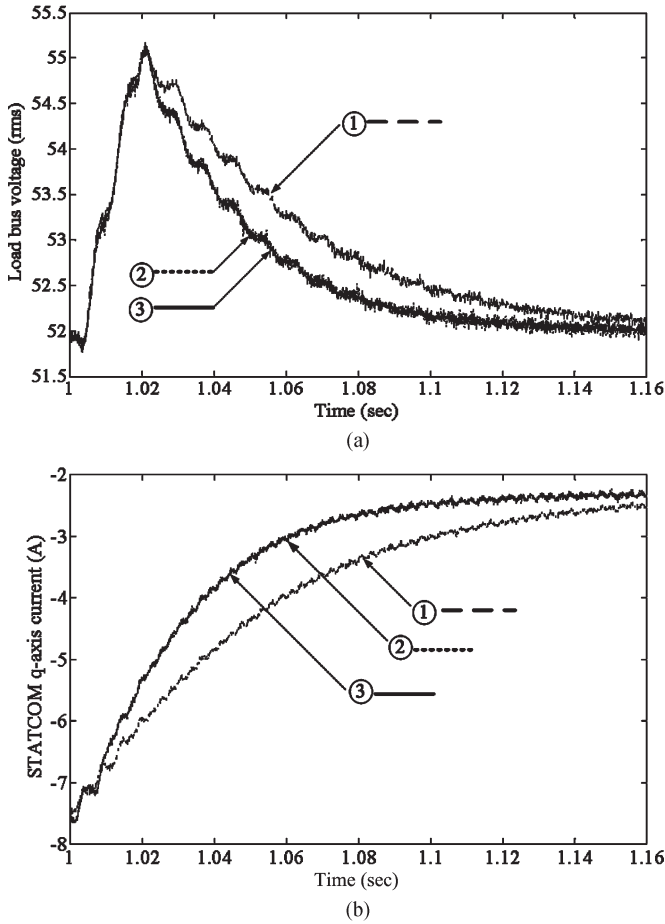 55.5
55
54.5
54
53.5
53
52.5
52
51.5
Load bus voltage (rms)
1
2
3
1 1.02 1.04 1.06 1.08 1.1 1.12 1.14 1.16
Time (sec)
(a)
-2
-3
-4
-5
-6
-7
-8
STATCOM q-axis current (A)
1
2
3
1 1.02 1.04 1.06 1.08 1.1 1.12 1.14 1.16
Time (sec)
(b)